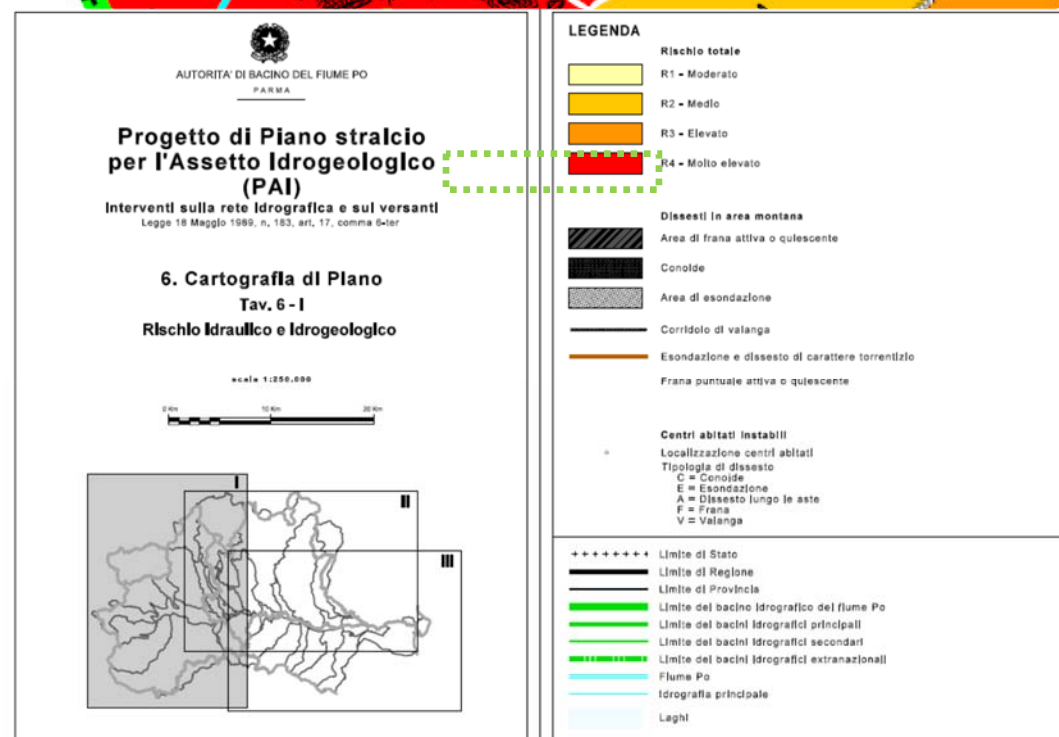 AUTORITA' DI BACINO DEL FIUME PO
PARMA
Progetto di Piano stralcio
per l'Assetto Idrogeologico
(PAI)
Interventi sulla rete idrografica e sui versanti
Legge 18 Maggio 1989, n. 183, art. 17, comma 6-ter
6. Cartografia di Piano
Tav. 6 - I
Rischio Idraulico e Idrogeologico
scala 1:250.000
0 Km 10 Km 20 Km
I
II
III
LEGENDA
Rischio totale
R1 - Moderato
R2 - Medio
R3 - Elevato
R4 - Molto elevato
Dissesti in area montana
Area di frana attiva o quiescente
Conoide
Area di esondazione
Corridoio di valanga
Esondazione e dissesto di carattere torrentizio
Frana puntuale attiva o quiescente
Centri abitati instabili
Localizzazione centri abitati
Tipologia di dissesto
C = Conoide
E = Esondazione
A = Dissesto lungo le aste
F = Frana
V = Valanga
Limite di Stato
Limite di Regione
Limite di Provincia
Limite del bacino idrografico del fiume Po
Limite dei bacini idrografici principali
Limite dei bacini idrografici secondari
Limite dei bacini idrografici extranazionali
Fiume Po
Idrografia principale
Laghi